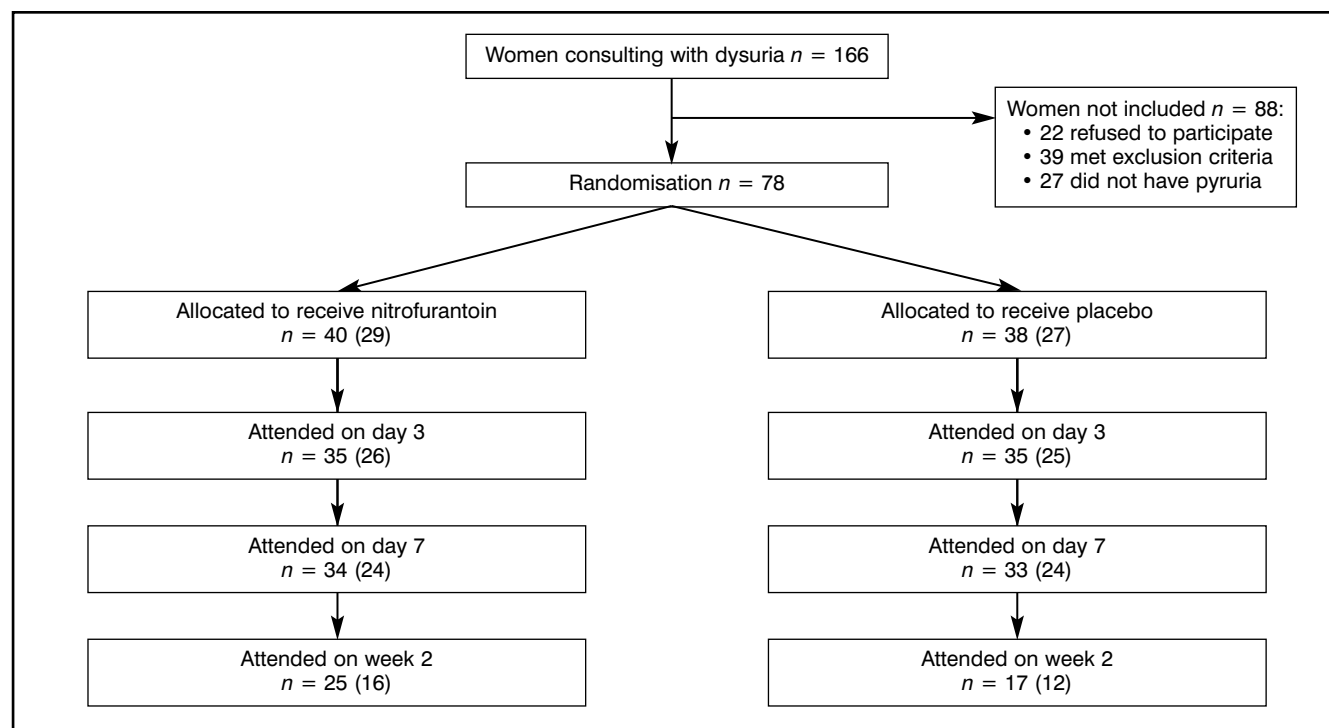 Women consulting with dysuria n = 166
Women not included n = 88:
• 22 refused to participate
• 39 met exclusion criteria
• 27 did not have pyruria
Randomisation n = 78
Allocated to receive nitrofurantoin
n = 40 (29)
Allocated to receive placebo
n = 38 (27)
Attended on day 3
n = 35 (26)
Attended on day 3
n = 35 (25)
Attended on day 7
n = 34 (24)
Attended on day 7
n = 33 (24)
Attended on week 2
n = 25 (16)
Attended on week 2
n = 17 (12)